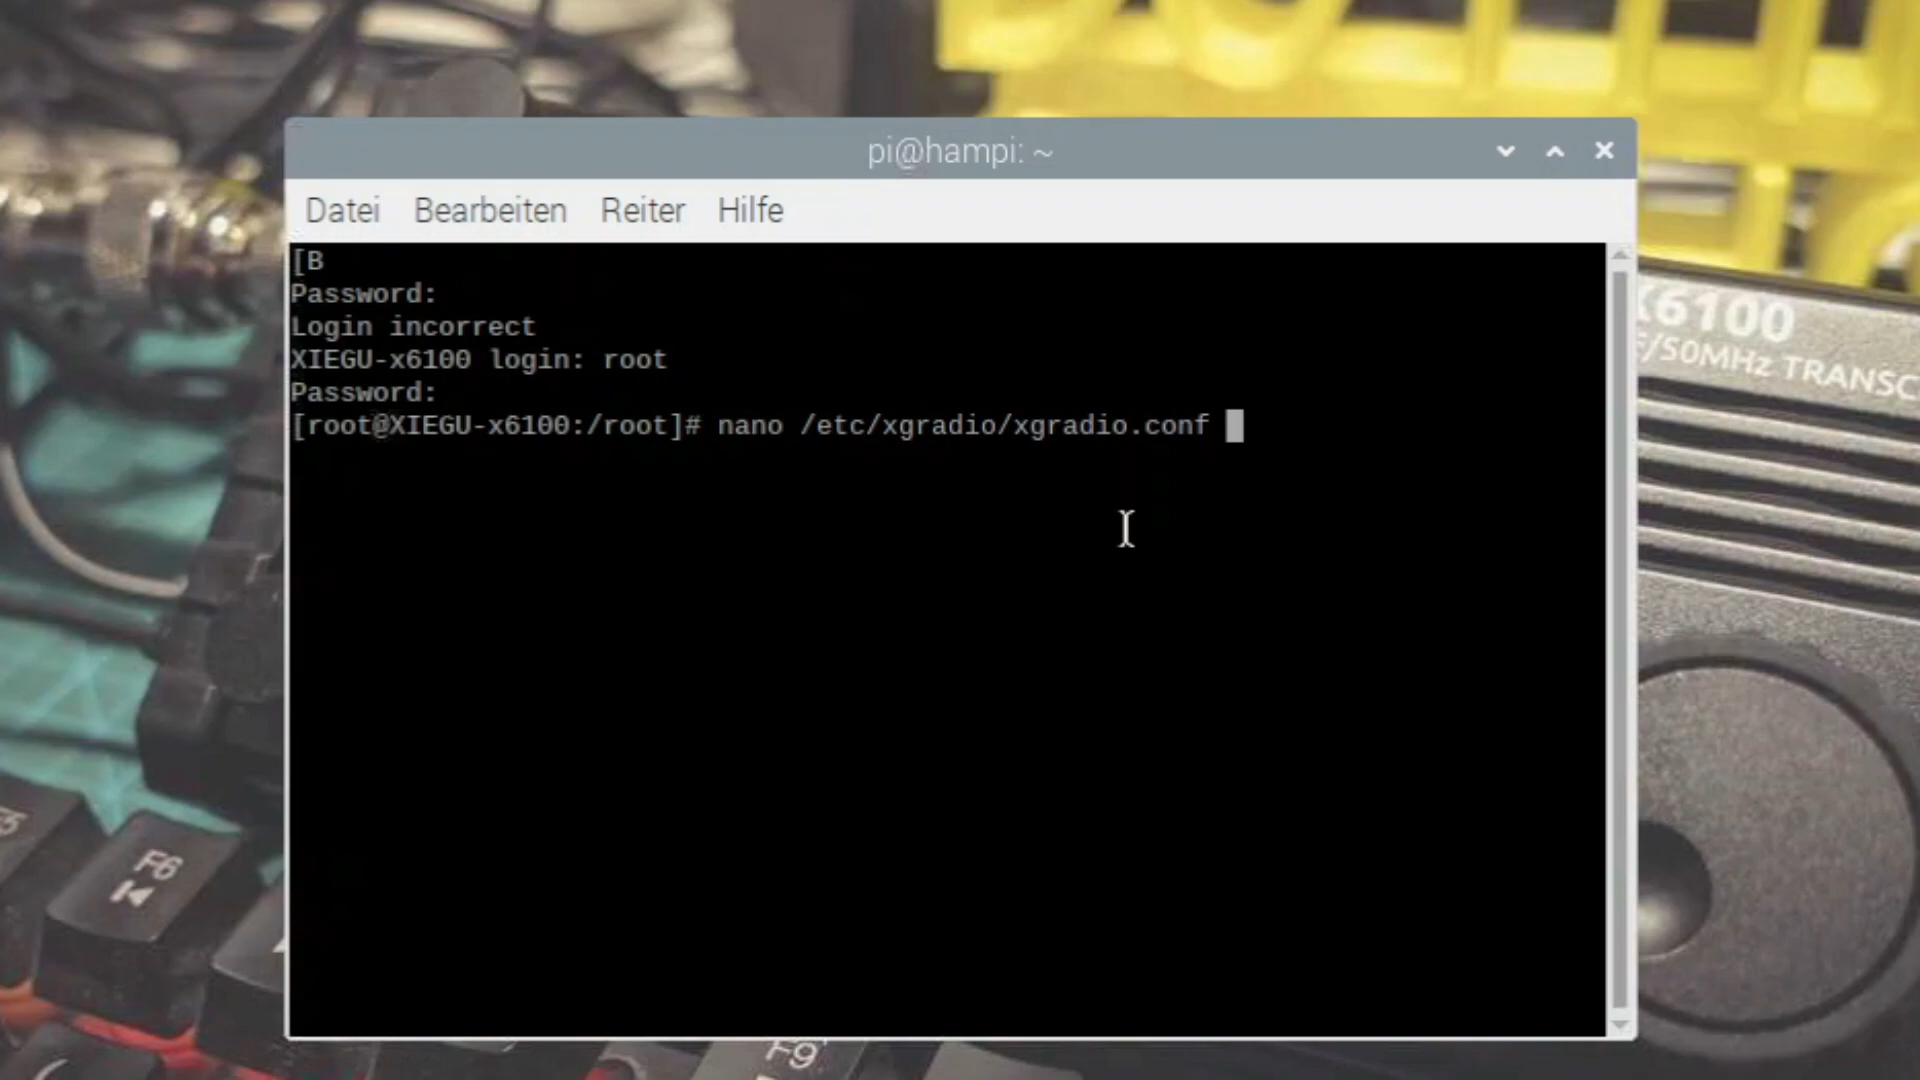 pi@hampi: ~
Datei Bearbeiten Reiter Hilfe
[B
Password:
Login incorrect
XIEGU-x6100 login: root
Password:
[root@XIEGU-x6100:/root]# nano /etc/xgradio/xgradio.conf
X6100
/50MHz TRANSC
F6
F9